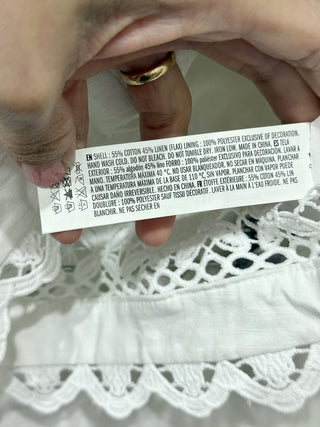 EN SHELL : 55% COTTON 45% LINEN (FLAX) LINING : 100% POLYESTER EXCLUSIVE OF DECORATION.
HAND WASH COLD. DO NOT BLEACH. DO NOT TUMBLE DRY. IRON LOW. MADE IN CHINA. ES TELA
EXTERIOR : 55% algodón 45% lino FORRO : 100% poliéster EXCLUSIVO PARA DECORACIÓN. LAVAR A
MANO. TEMPERATURA MÁXIMA 40 °C, NO USAR BLANQUEADOR. NO SECAR EN MÁQUINA. PLANCHAR
A UNA TEMPERATURA MÁXIMA DE LA BASE DE 110 °C, SIN VAPOR. PLANCHAR CON VAPOR PUEDE
CAUSAR DAÑO IRREVERSIBLE. HECHO EN CHINA. FR ÉTOFFE EXTÉRIEURE : 55% COTON 45% LIN
DOUBLURE : 100% POLYESTER SKIF TISSU DÉCORATIF. LAVER À LA MAIN À L'EAU FROIDE. NE PAS
BLANCHIR. NE PAS SÉCHER EN